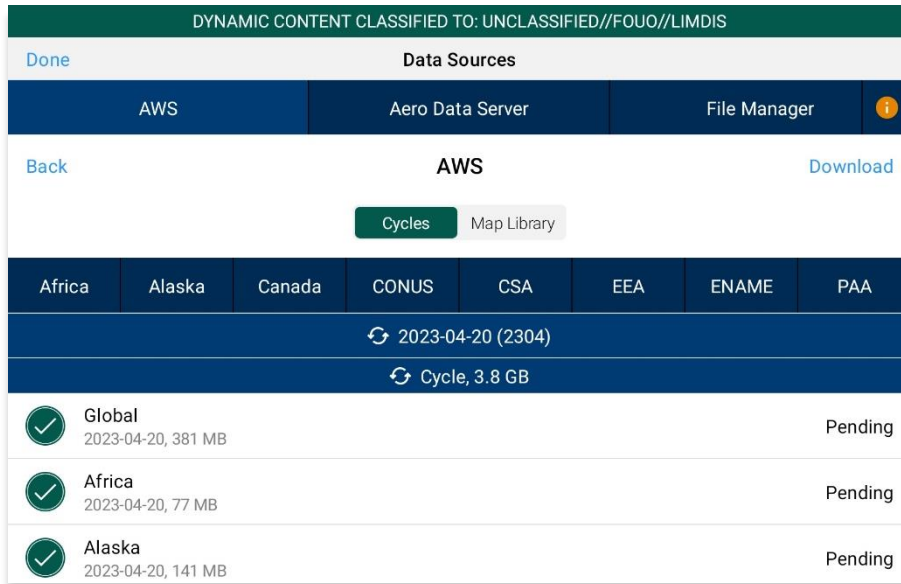 DYNAMIC CONTENT CLASSIFIED TO: UNCLASSIFIED//FOUO//LIMDIS
Done Data Sources
AWS Aero Data Server File Manager i
Back AWS Download
Cycles Map Library
Africa Alaska Canada CONUS CSA EEA ENAME PAA
2023-04-20 (2304)
Cycle, 3.8 GB
Global
2023-04-20, 381 MB
Pending
Africa
2023-04-20, 77 MB
Pending
Alaska
2023-04-20, 141 MB
Pending